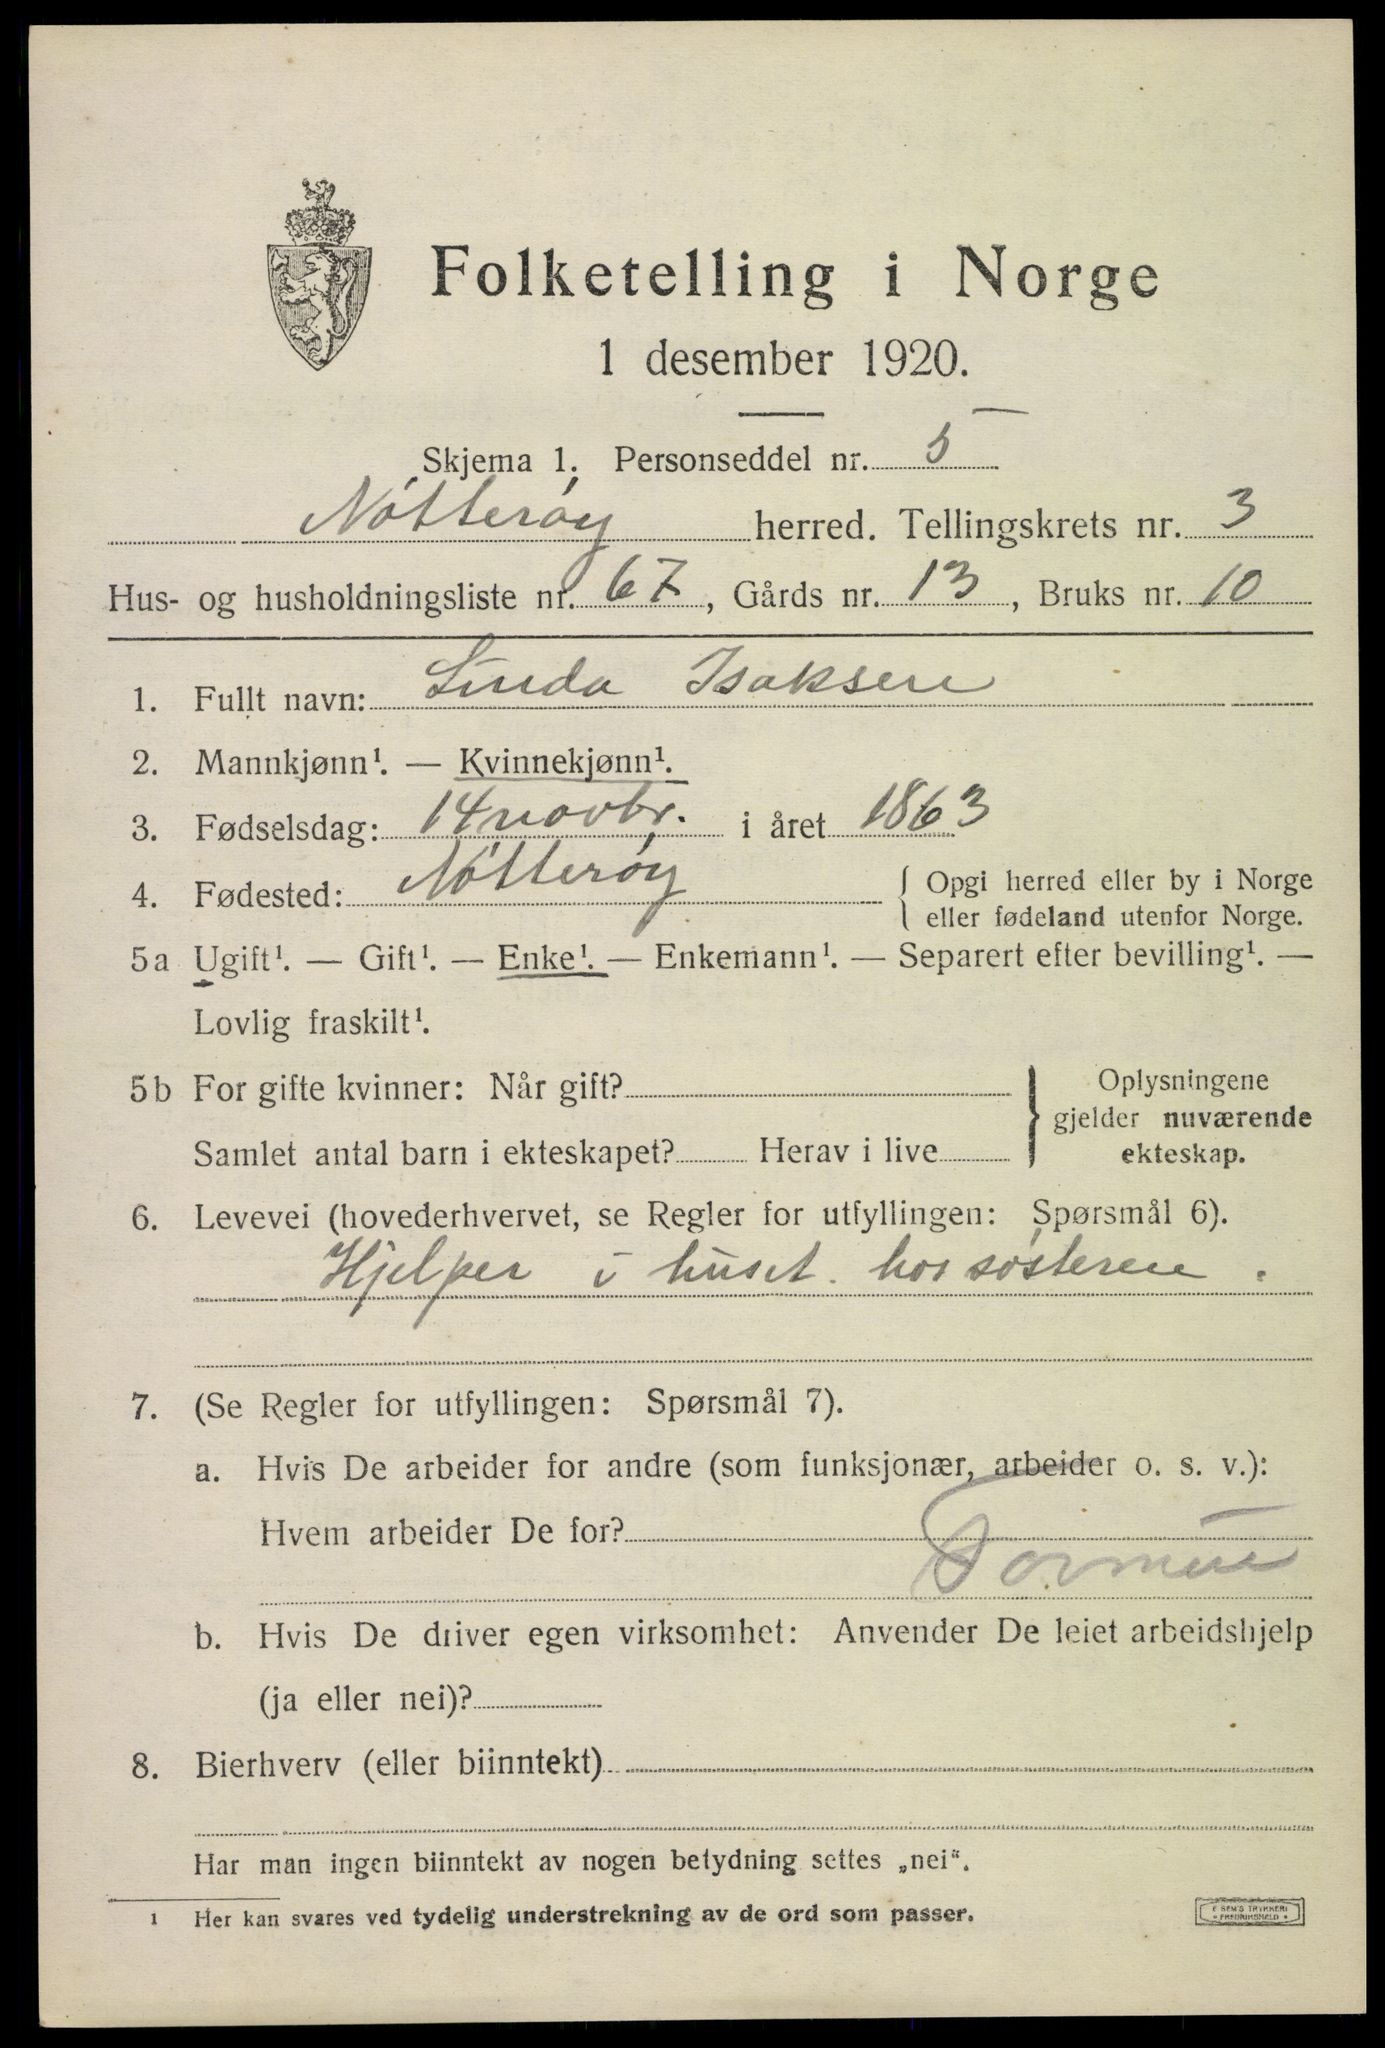 Folketelling i Norge
1 desember 1920.
Skjema 1. Personseddel nr. 5
Nótterøy herred. Tellingskrets nr. 3
Hus- og husholdningsliste nr. 67, Gårds nr. 13, Bruks nr. 10
1. Fullt navn: Linda Isaksen
2. Mannkjønn¹. — Kvinnekjønn¹.
3. Fødselsdag: 14 novbr. i året 1863
4. Fødested: Nótterøy { Opgi herred eller by i Norge
eller fødeland utenfor Norge.
5a Ugift¹. — Gift¹. — Enke¹. — Enkemann¹. — Separert efter bevilling¹. —
Lovlig fraskilt¹.
5b For gifte kvinner: Når gift? } Oplysningene
gjelder nuværende
Samlet antal barn i ekteskapet? Herav i live ekteskap.
6. Levevei (hovederhvervet, se Regler for utfyllingen: Spørsmål 6).
Hjelper i huset. hos søsteren.
7. (Se Regler for utfyllingen: Spørsmål 7).
a. Hvis De arbeider for andre (som funksjonær, arbeider o. s. v.):
Hvem arbeider De for?
Formue
b. Hvis De driver egen virksomhet: Anvender De leiet arbeidshjelp
(ja eller nei)?
8. Bierhverv (eller biinntekt)
Har man ingen biinntekt av nogen betydning settes „nei“.
1 Her kan svares ved tydelig understrekning av de ord som passer.
E SEM'S TRYKKERI
• FREDRIKSHALD •